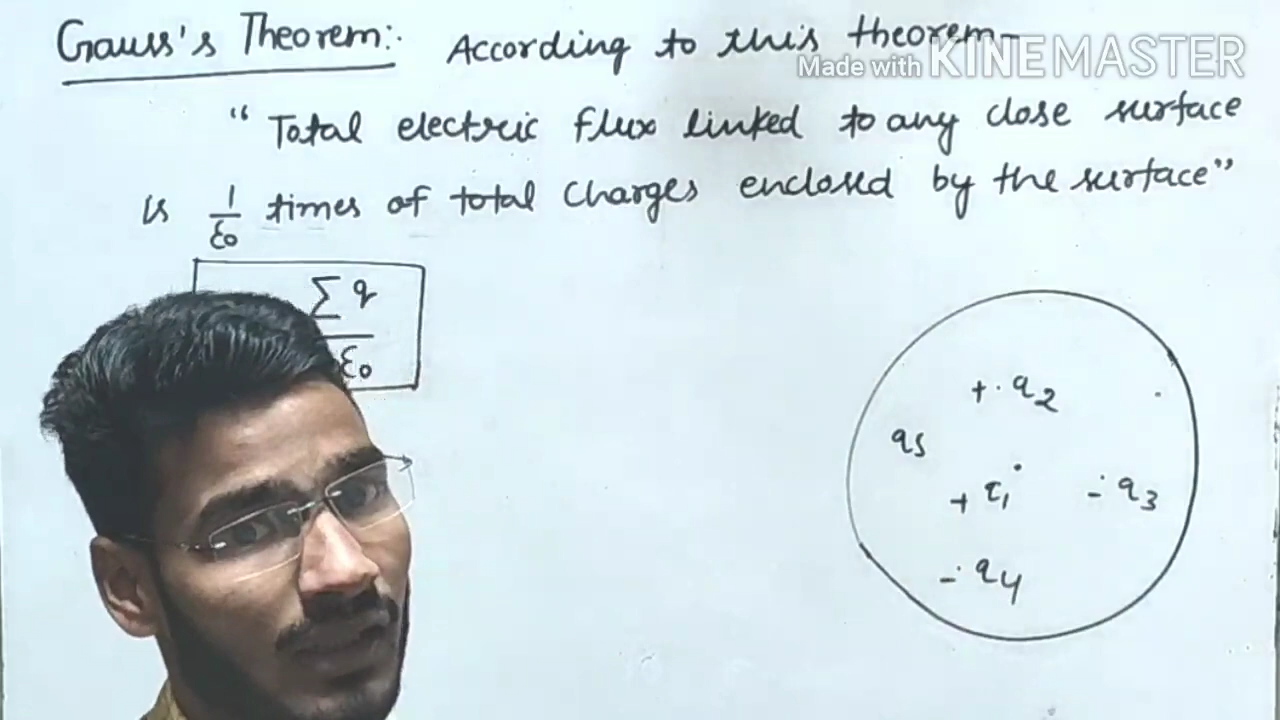 Gauss's Theorem:. According to this theorem-
Made with KINEMASTER
" Total electric flux linked to any close surface
is 1/ε0 times of total charges enclosed by the surface"
Σ q
ε0
+ q2
q5
+ q1
- q3
- q4